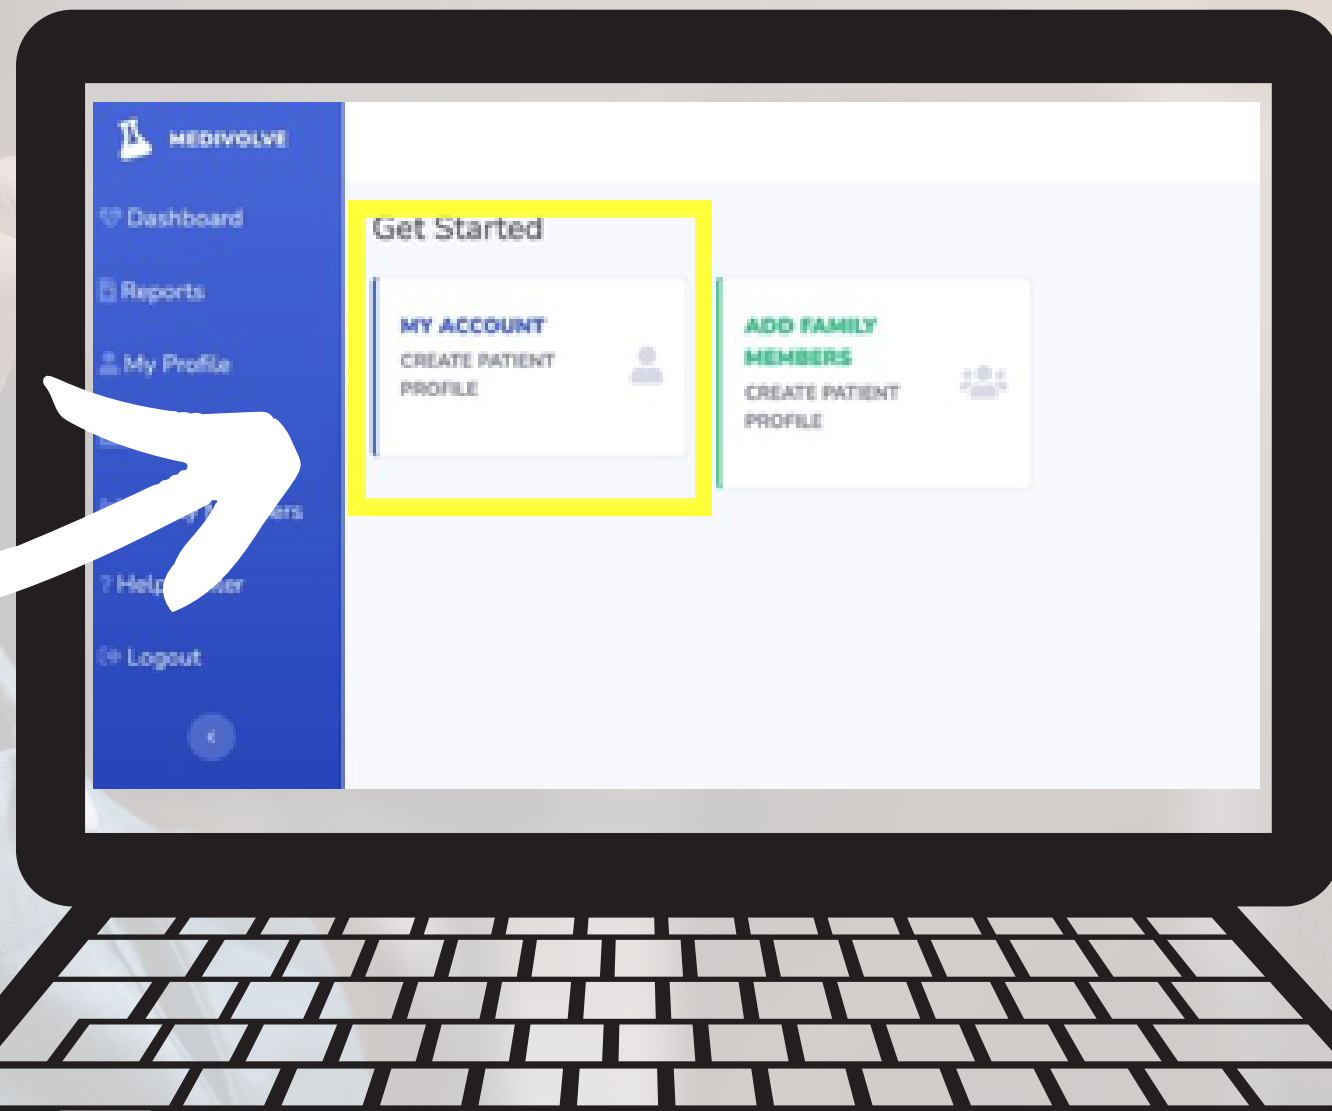 MEDIVOLVE
Dashboard
Reports
My Profile
? Help
Logout
Get Started
MY ACCOUNT
CREATE PATIENT
PROFILE
ADD FAMILY
MEMBERS
CREATE PATIENT
PROFILE